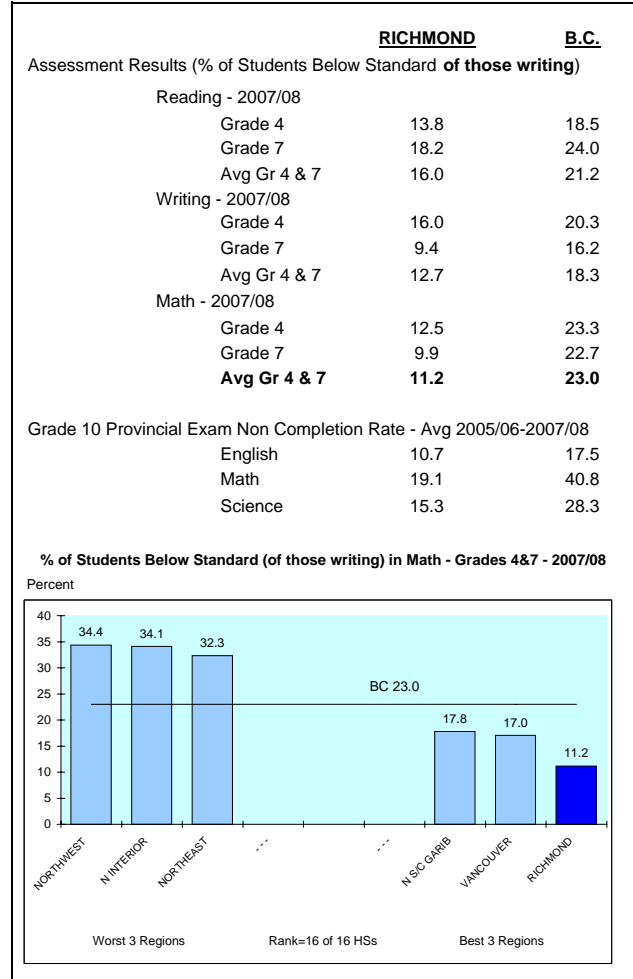 RICHMOND B.C.
Assessment Results (% of Students Below Standard of those writing)
Reading - 2007/08
Grade 4 13.8 18.5
Grade 7 18.2 24.0
Avg Gr 4 & 7 16.0 21.2
Writing - 2007/08
Grade 4 16.0 20.3
Grade 7 9.4 16.2
Avg Gr 4 & 7 12.7 18.3
Math - 2007/08
Grade 4 12.5 23.3
Grade 7 9.9 22.7
Avg Gr 4 & 7 11.2 23.0
Grade 10 Provincial Exam Non Completion Rate - Avg 2005/06-2007/08
English 10.7 17.5
Math 19.1 40.8
Science 15.3 28.3
% of Students Below Standard (of those writing) in Math - Grades 4&7 - 2007/08
Percent
40
35
30
25
20
15
10
5
0
34.4 34.1 32.3 17.8 17.0 11.2
BC 23.0
NORTHWEST N INTERIOR NORTHEAST - - - - - - N S/C GARIB VANCOUVER RICHMOND
Worst 3 Regions Rank=16 of 16 HSs Best 3 Regions